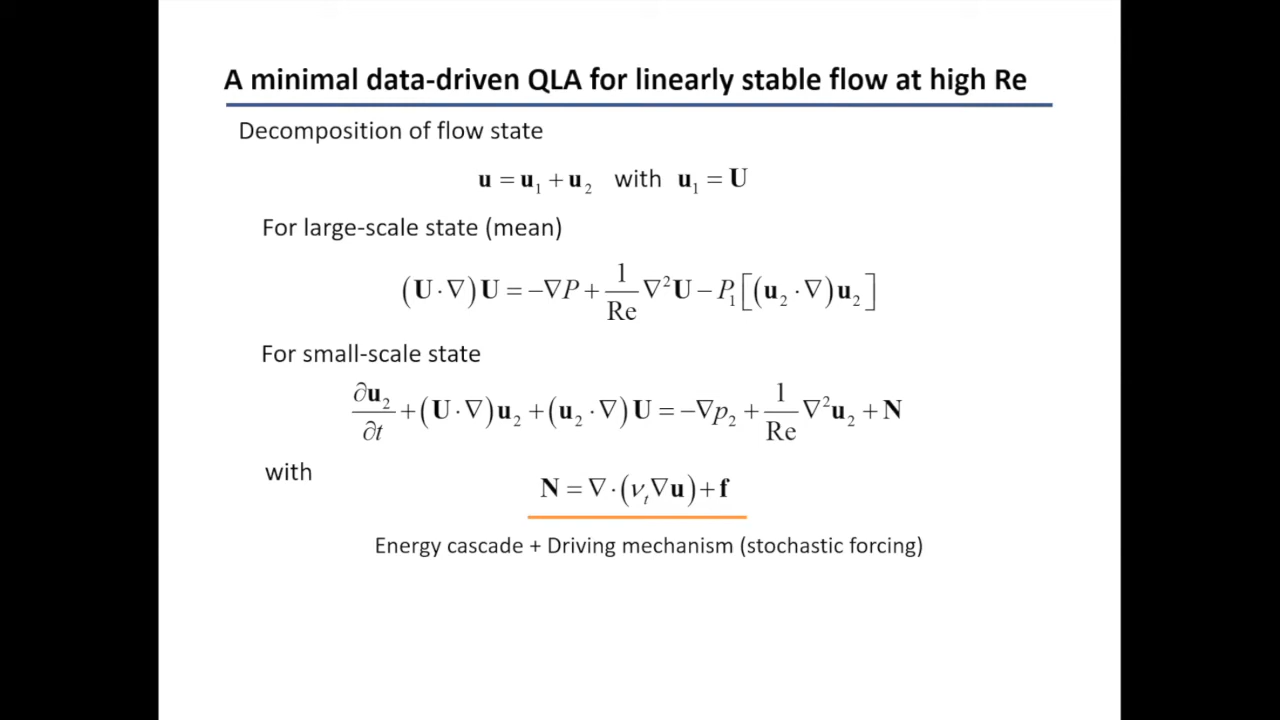 A minimal data-driven QLA for linearly stable flow at high Re
Decomposition of flow state
u = u₁ + u₂ with u₁ = U
For large-scale state (mean)
(U · ∇)U = −∇P + 1/Re ∇²U − P₁[(u₂ · ∇)u₂]
For small-scale state
∂u₂/∂t + (U · ∇)u₂ + (u₂ · ∇)U = −∇p₂ + 1/Re ∇²u₂ + N
with
N = ∇ · (νₜ∇u) + f
Energy cascade + Driving mechanism (stochastic forcing)